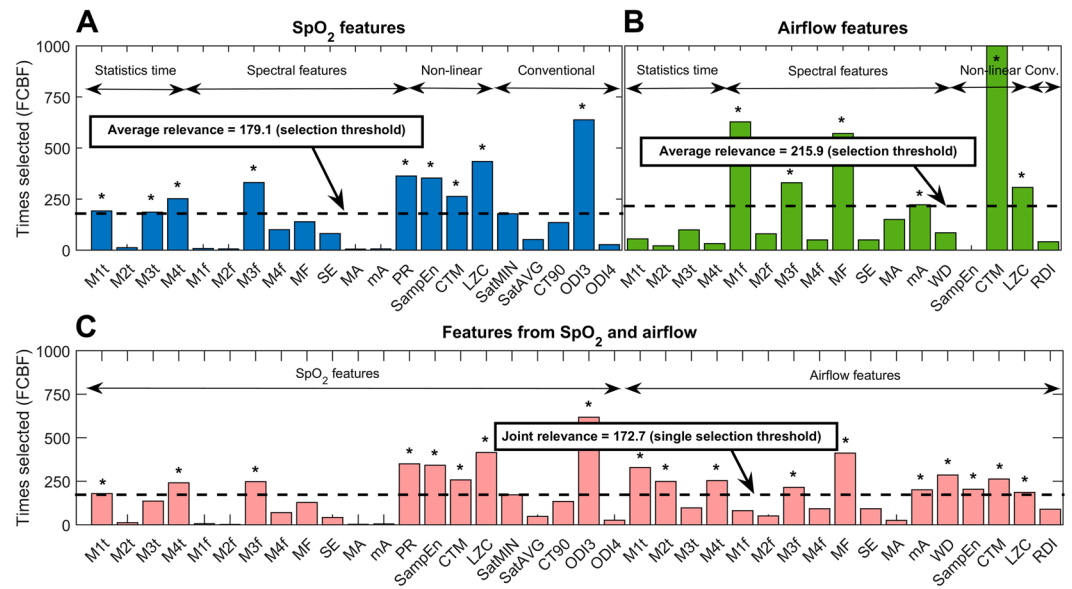 A
SpO2 features
Times selected (FCBF)
1000
750
500
250
0
Statistics time
Spectral features
Non-linear
Conventional
Average relevance = 179.1 (selection threshold)
* * * * * * * * *
M1t M2t M3t M4t M1f M2f M3f M4f MF SE MA mA PR SampEn CTM LZC SatMIN SatAVG CT90 ODI3 ODI4
B
Airflow features
1000
750
500
250
0
Statistics time
Spectral features
Non-linear
Conv.
Average relevance = 215.9 (selection threshold)
* * * * * *
M1t M2t M3t M4t M1f M2f M3f M4f MF SE MA mA WD SampEn CTM LZC RDI
C
Features from SpO2 and airflow
Times selected (FCBF)
1000
750
500
250
0
SpO2 features
Airflow features
Joint relevance = 172.7 (single selection threshold)
* * * * * * * * * * * * * * * * *
M1t M2t M3t M4t M1f M2f M3f M4f MF SE MA mA PR SampEn CTM LZC SatMIN SatAVG CT90 ODI3 ODI4 M1t M2t M3t M4t M1f M2f M3f M4f MF SE MA mA WD SampEn CTM LZC RDI